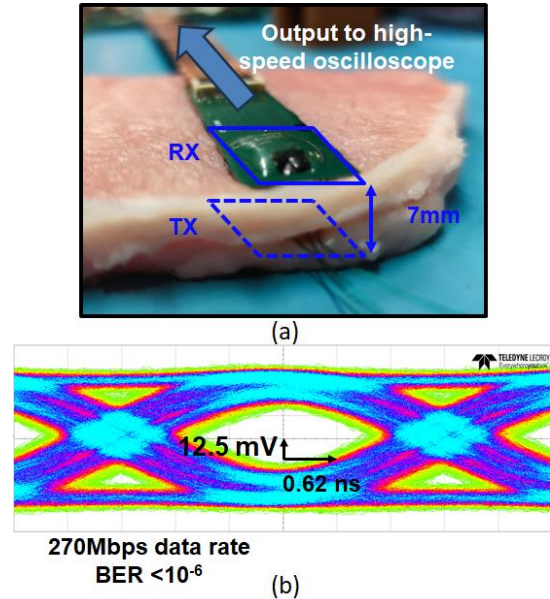 Output to high-
speed oscilloscope
RX
TX
7mm
(a)
TELEDYNE LECROY
Everywhereyoulook
12.5 mV
0.62 ns
270Mbps data rate
BER <10-6
(b)